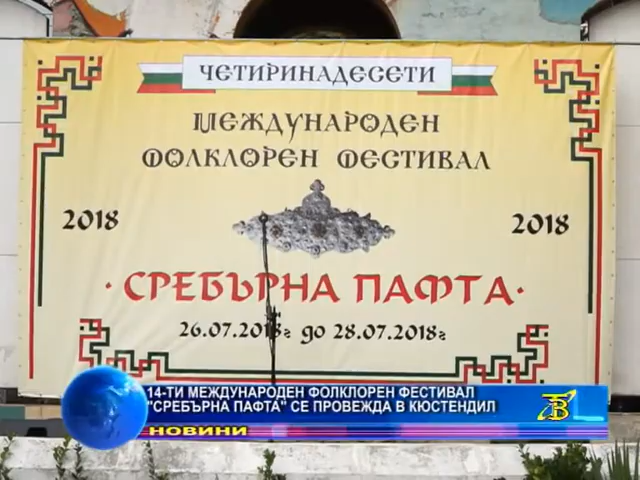 ЧЕТИРИНАДЕСЕТИ
МЕЖДУНАРОДЕН
ФОЛКЛОРЕН ФЕСТИВАЛ
2018
2018
· СРЕБЪРНА ПАФТА ·
26.07.2018г до 28.07.2018г
14-ТИ МЕЖДУНАРОДЕН ФОЛКЛОРЕН ФЕСТИВАЛ
"СРЕБЪРНА ПАФТА" СЕ ПРОВЕЖДА В КЮСТЕНДИЛ
НОВИНИ